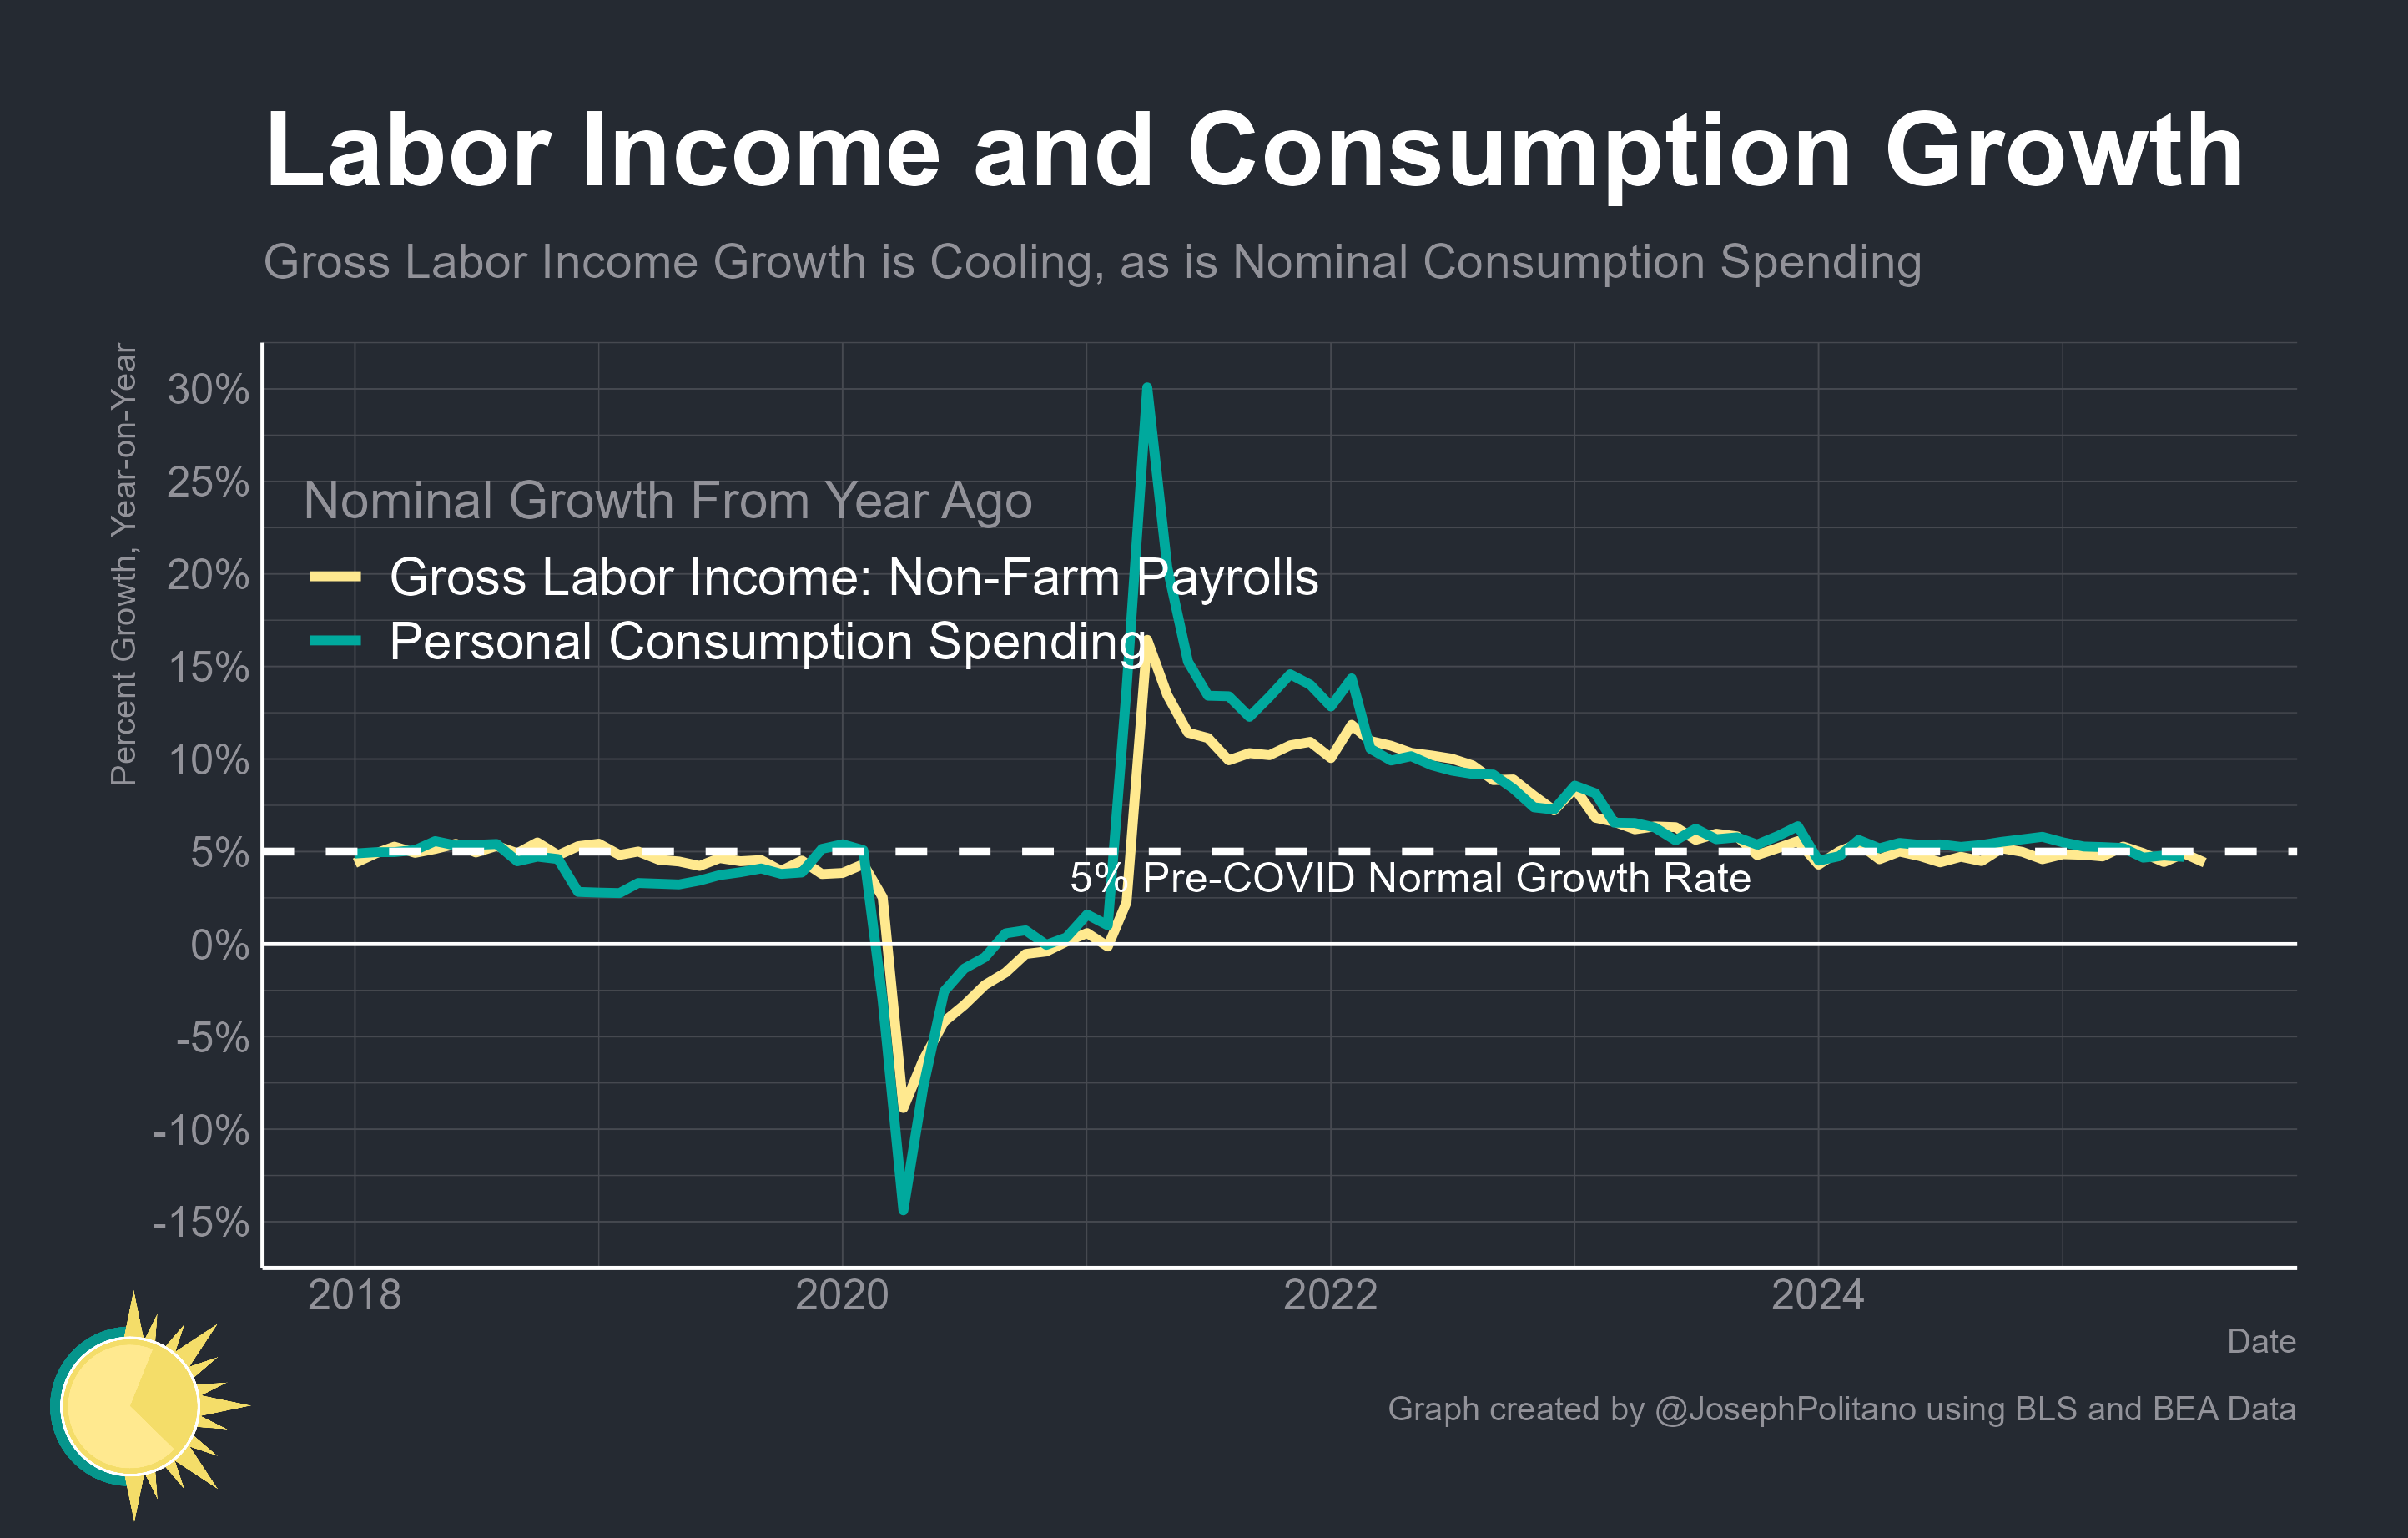 Labor Income and Consumption Growth
Gross Labor Income Growth is Cooling, as is Nominal Consumption Spending
Percent Growth, Year-on-Year
30%
25%
20%
15%
10%
5%
0%
-5%
-10%
-15%
Nominal Growth From Year Ago
Gross Labor Income: Non-Farm Payrolls
Personal Consumption Spending
5% Pre-COVID Normal Growth Rate
2018
2020
2022
2024
Date
Graph created by @JosephPolitano using BLS and BEA Data